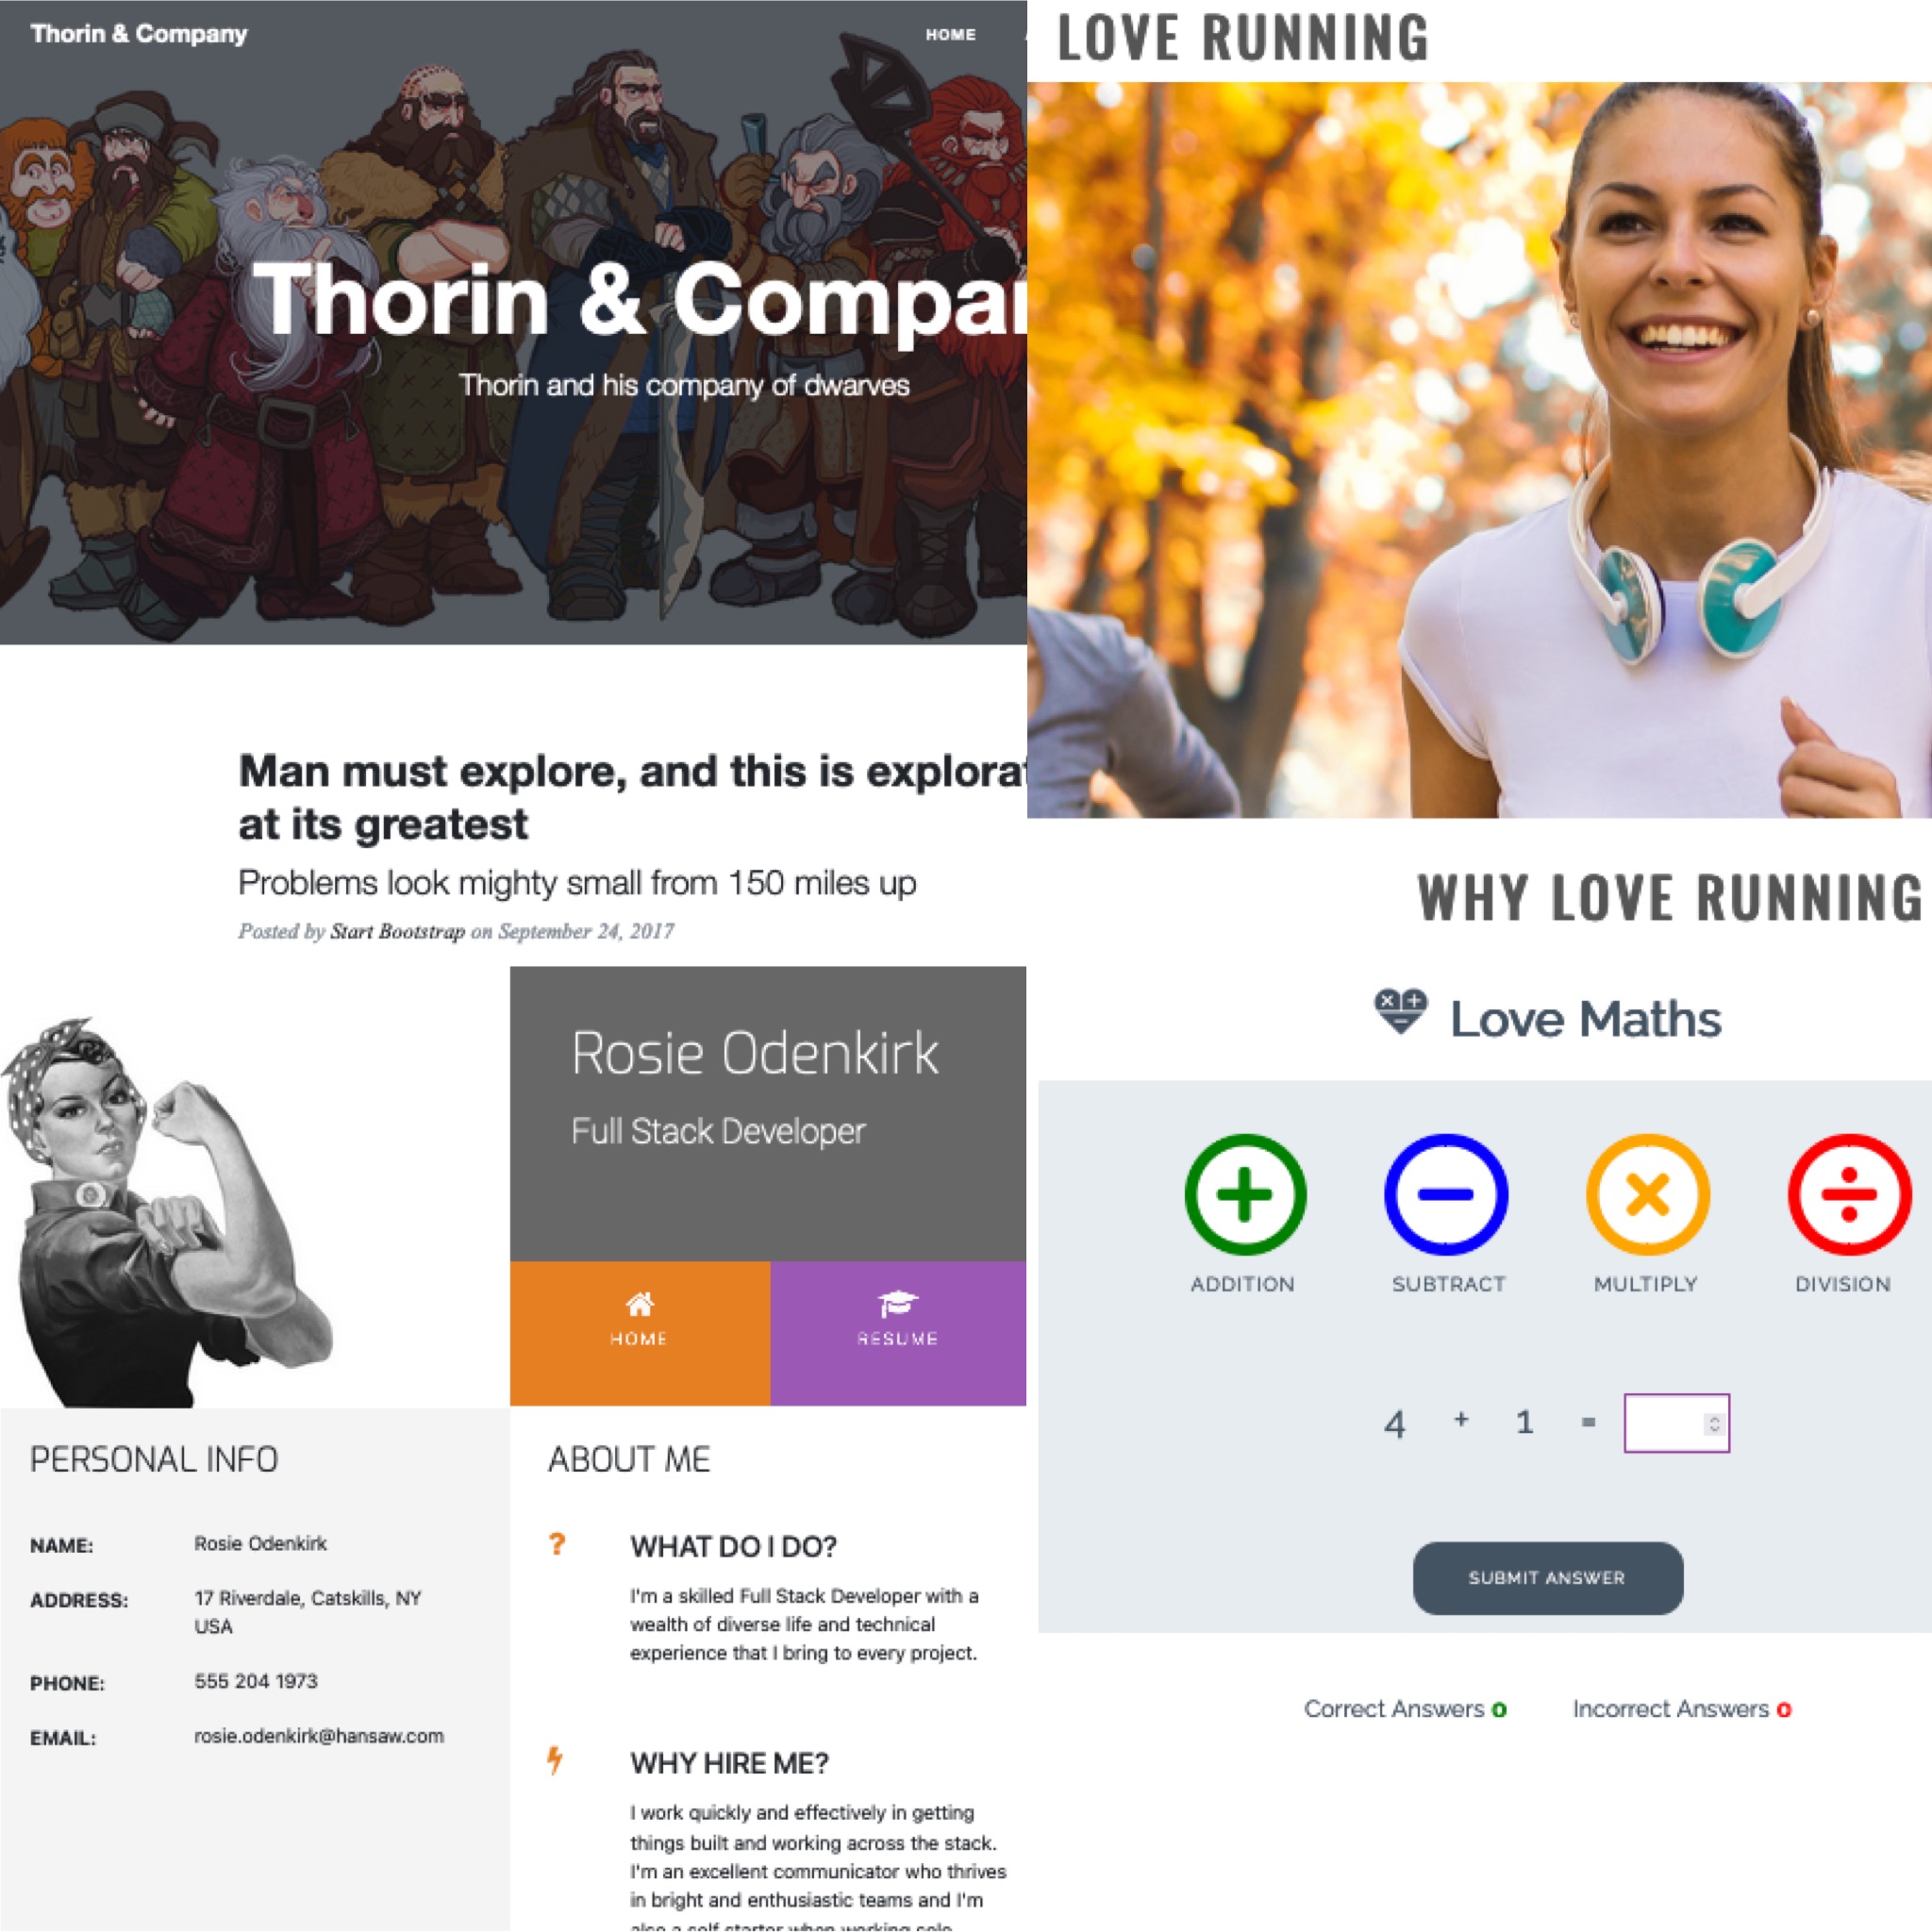 Thorin & Company
HOME
Thorin & Compa
Thorin and his company of dwarves
Man must explore, and this is explora
at its greatest
Problems look mighty small from 150 miles up
Posted by Start Bootstrap on September 24, 2017
LOVE RUNNING
WHY LOVE RUNNING
Rosie Odenkirk
Full Stack Developer
HOME
RESUME
PERSONAL INFO
NAME: Rosie Odenkirk
ADDRESS: 17 Riverdale, Catskills, NY
USA
PHONE: 555 204 1973
EMAIL: rosie.odenkirk@hansaw.com
ABOUT ME
? WHAT DO I DO?
I'm a skilled Full Stack Developer with a
wealth of diverse life and technical
experience that I bring to every project.
WHY HIRE ME?
I work quickly and effectively in getting
things built and working across the stack.
I'm an excellent communicator who thrives
in bright and enthusiastic teams and I'm
also a self starter when working solo
Love Maths
ADDITION
SUBTRACT
MULTIPLY
DIVISION
4 + 1 =
SUBMIT ANSWER
Correct Answers 0
Incorrect Answers 0